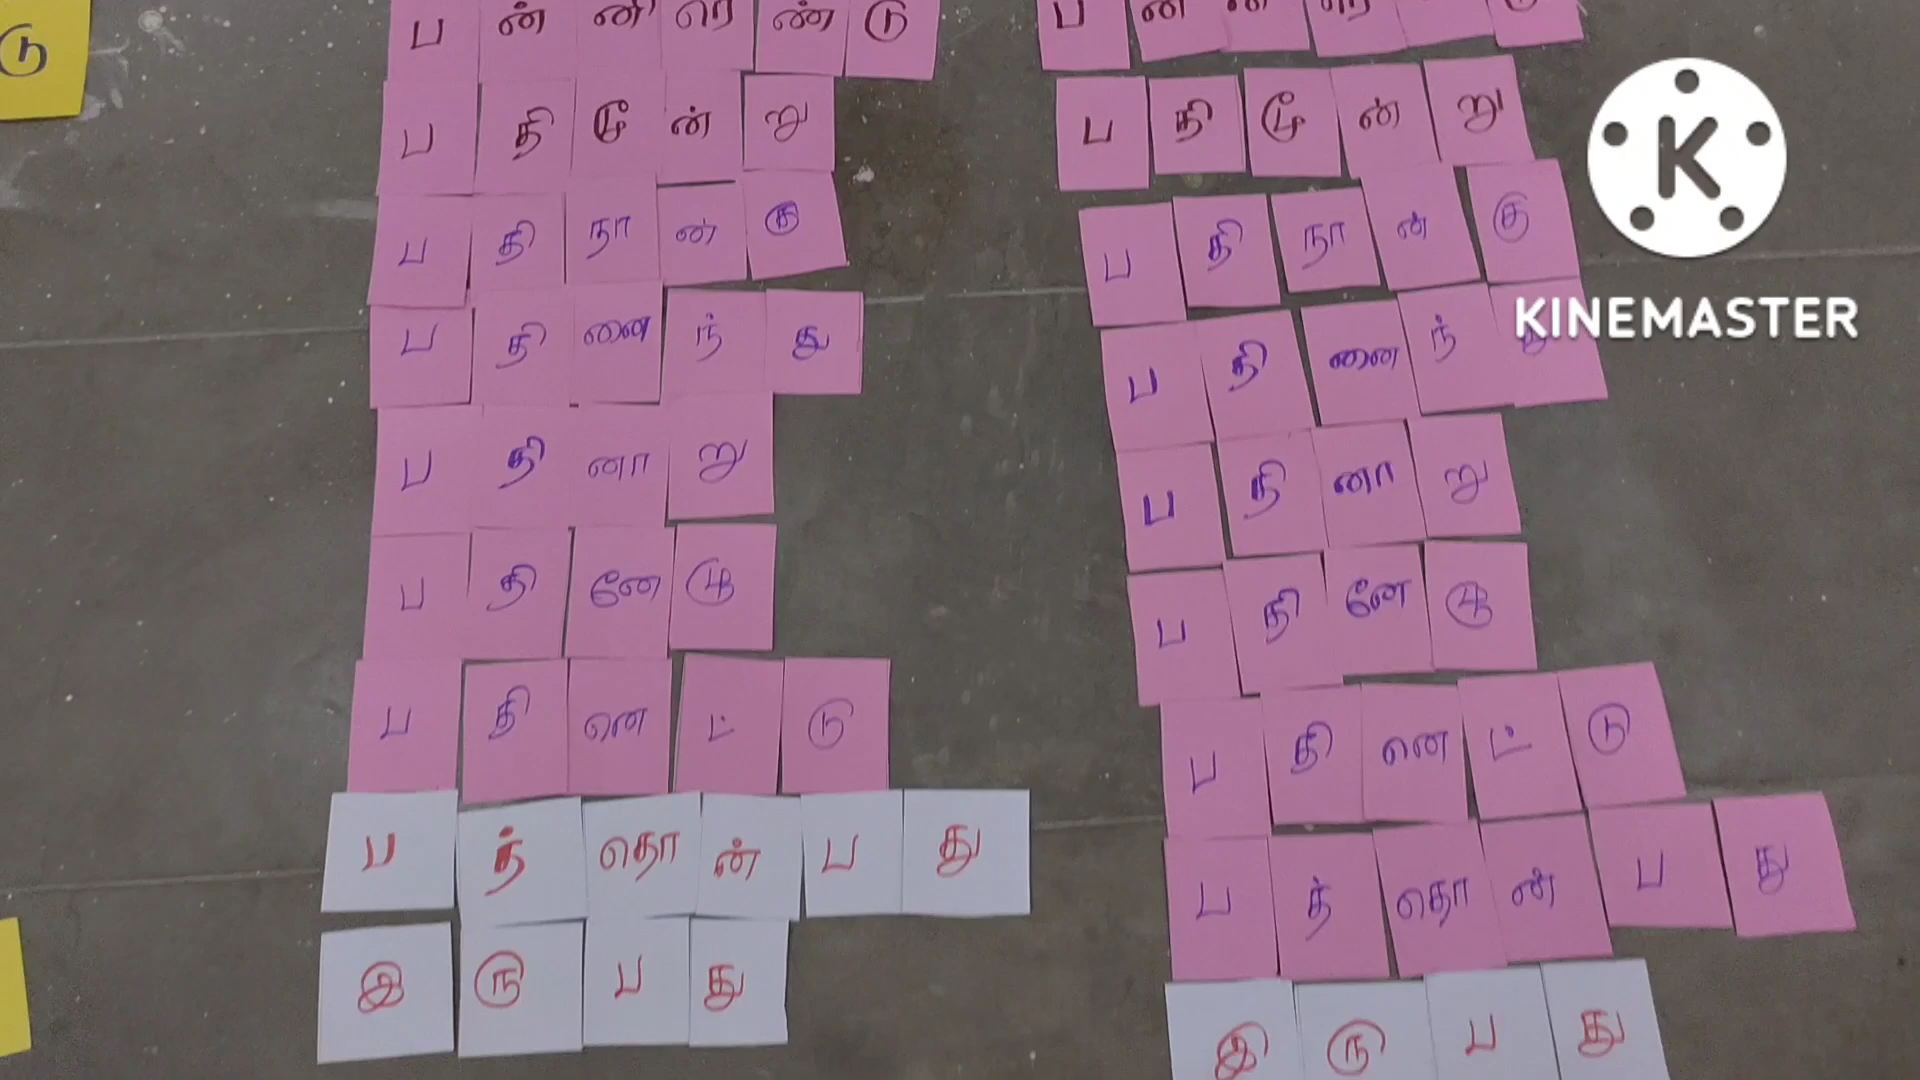 டு
பன்னிரெண்டு
பதிமூன்று
பதிநான்கு
பதினைந்து
பதினாறு
பதினேழு
பதினெட்டு
பத்தொன்பது
இருபது
பதிமூன்று
பதிநான்கு
பதினைந்து
பதினாறு
பதினேழு
பதினெட்டு
பத்தொன்பது
இருபது
KINEMASTER